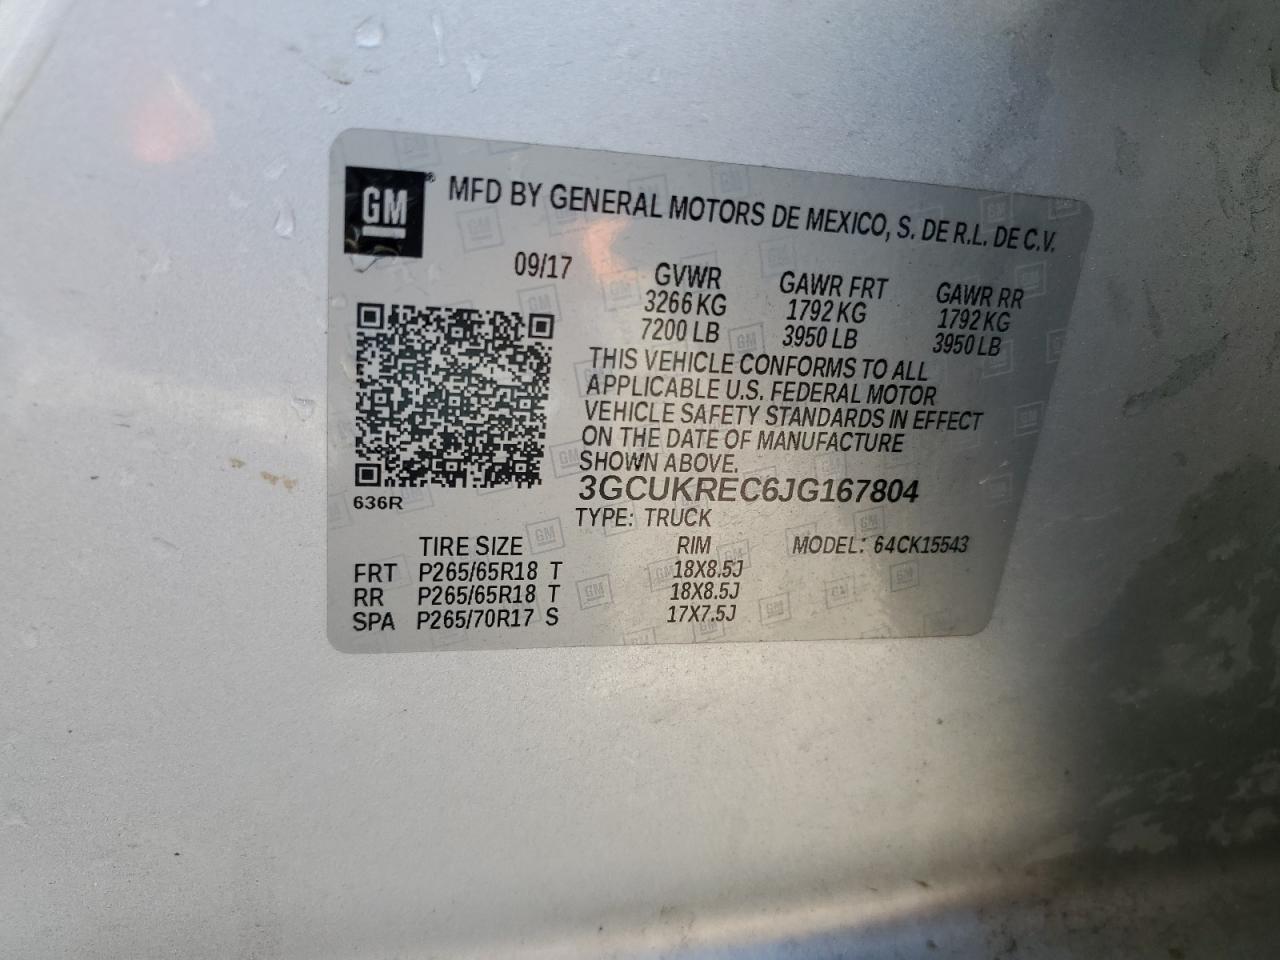 GM ® MFD BY GENERAL MOTORS DE MEXICO, S. DE R.L. DE C.V.
09/17 GVWR GAWR FRT GAWR RR
3266 KG 1792 KG 1792 KG
7200 LB 3950 LB 3950 LB
THIS VEHICLE CONFORMS TO ALL
APPLICABLE U.S. FEDERAL MOTOR
VEHICLE SAFETY STANDARDS IN EFFECT
ON THE DATE OF MANUFACTURE
SHOWN ABOVE.
636R 3GCUKREC6JG167804
TYPE: TRUCK
TIRE SIZE RIM MODEL: 64CK15543
FRT P265/65R18 T 18X8.5J
RR P265/65R18 T 18X8.5J
SPA P265/70R17 S 17X7.5J